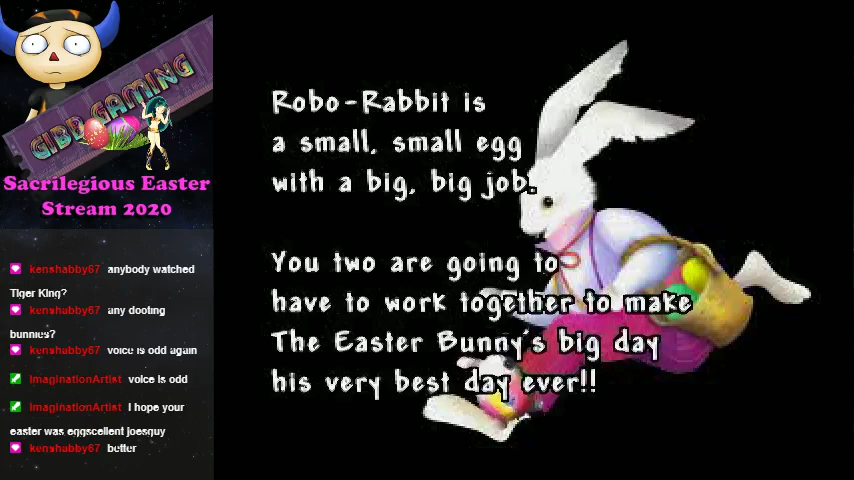 GIBB GAMING
Sacrilegious Easter
Stream 2020
kenshabby67 anybody watched
Tiger King?
kenshabby67 any dooting
bunnies?
kenshabby67 voice is odd again
ImaginationArtist voice is odd
ImaginationArtist I hope your
easter was eggscellent joesguy
kenshabby67 better
Robo-Rabbit is
a small, small egg
with a big, big job.
You two are going to
have to work together to make
The Easter Bunny's big day
his very best day ever!!